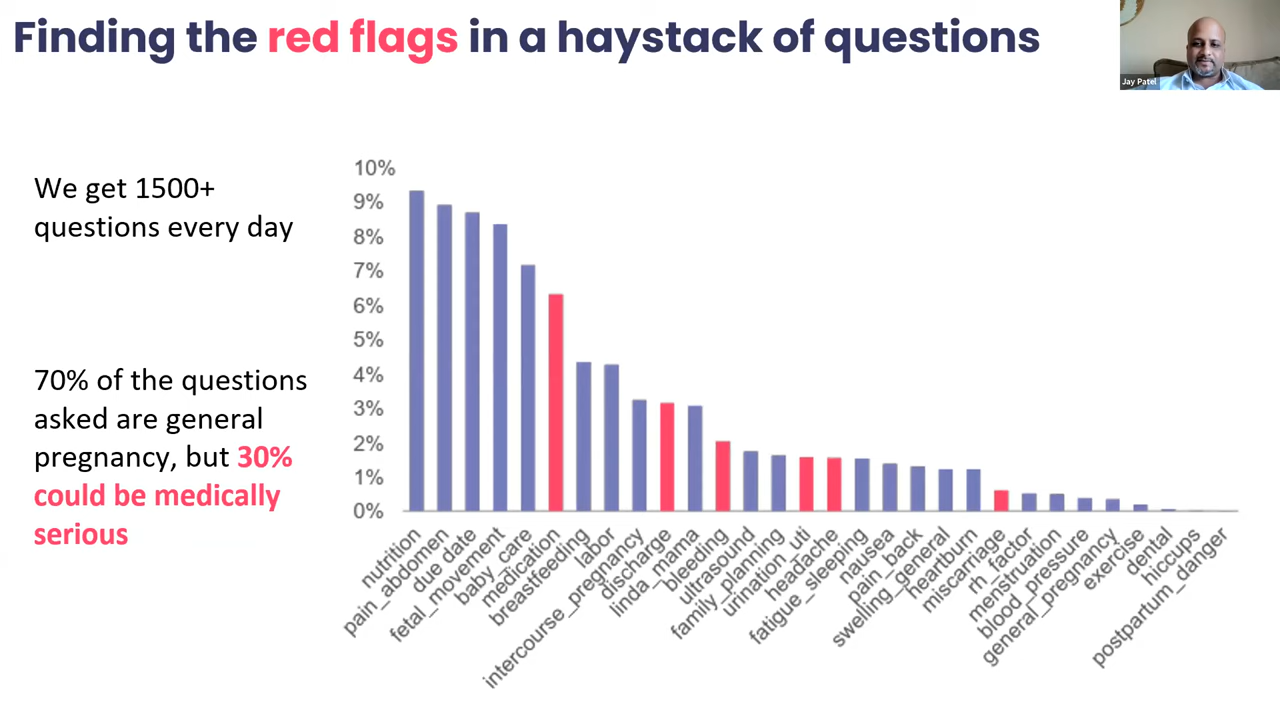 Finding the red flags in a haystack of questions
Jay Patel
We get 1500+
questions every day
70% of the questions
asked are general
pregnancy, but 30%
could be medically
serious
10%
9%
8%
7%
6%
5%
4%
3%
2%
1%
0%
nutrition
pain_abdomen
due date
fetal_movement
baby_care
medication
breastfeeding
labor
intercourse_pregnancy
discharge
linda_mama
bleeding
ultrasound
family_planning
urination_uti
headache
fatigue_sleeping
nausea
pain_back
swelling_general
heartburn
miscarriage
rh_factor
menstruation
blood_pressure
general_pregnancy
exercise
dental
hiccups
postpartum_danger